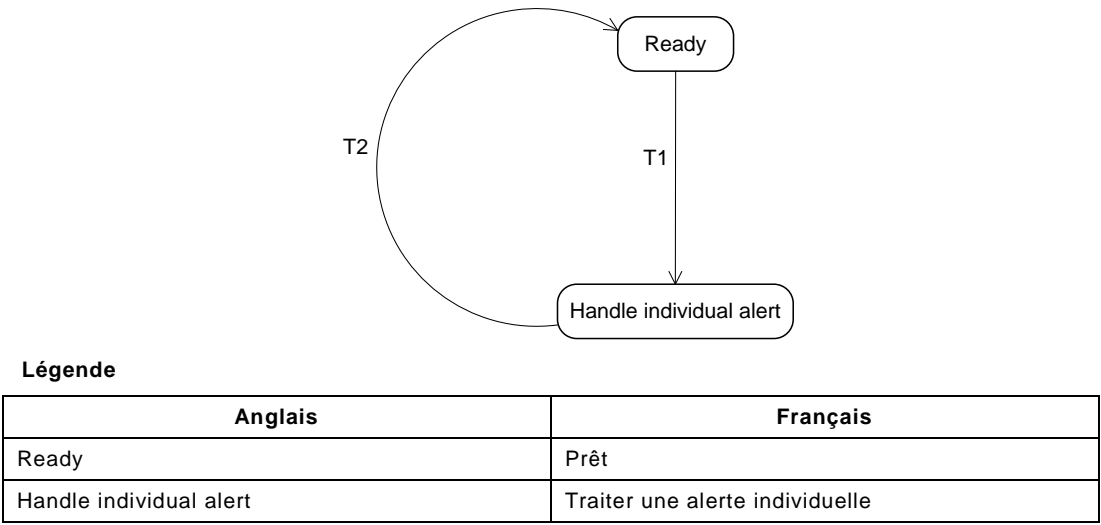 Ready
T2
T1
Handle individual alert
Légende
Anglais Français
Ready Prêt
Handle individual alert Traiter une alerte individuelle